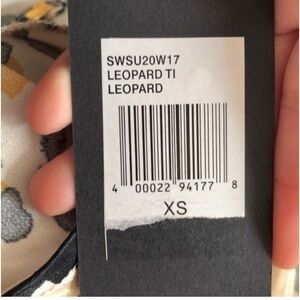 SWSU20W17
LEOPARD TI
LEOPARD
4 00022 94177 8
XS